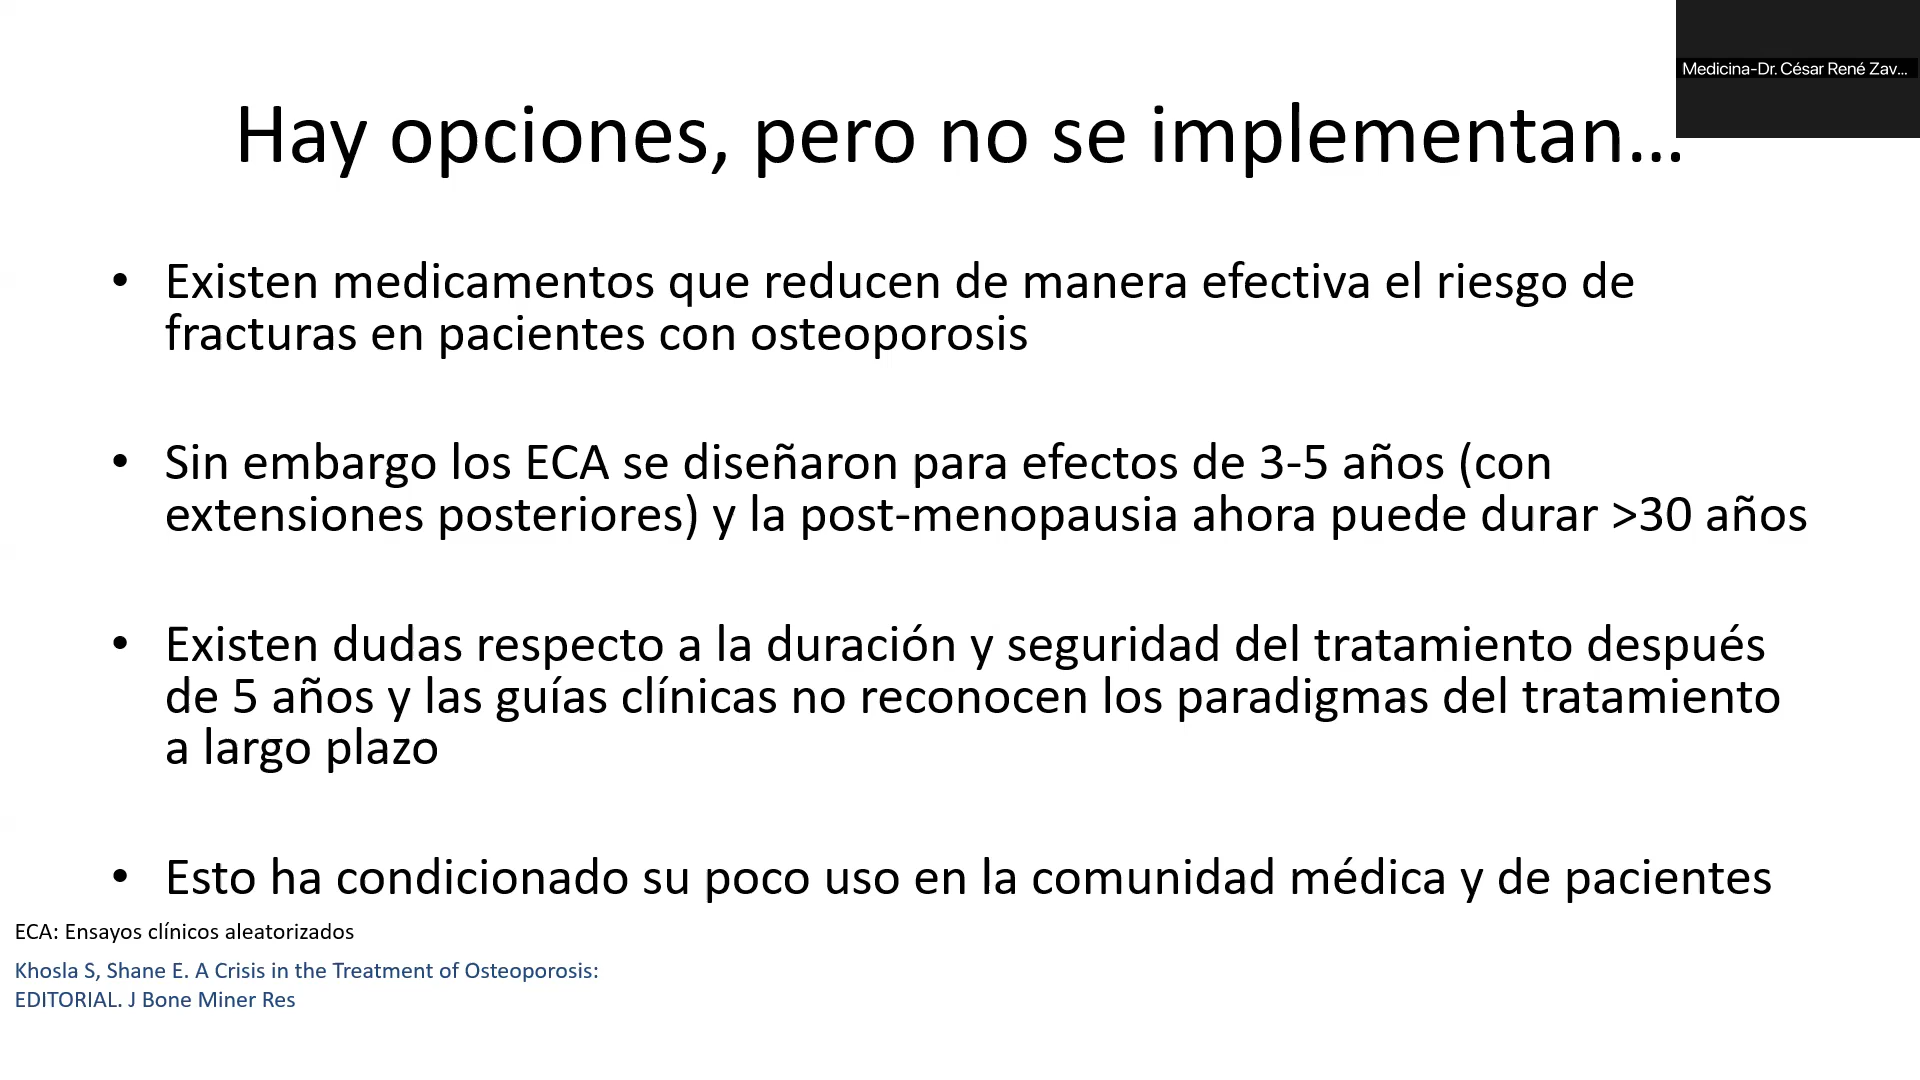 Medicina-Dr. César René Zav...
Hay opciones, pero no se implementan...
• Existen medicamentos que reducen de manera efectiva el riesgo de
fracturas en pacientes con osteoporosis
• Sin embargo los ECA se diseñaron para efectos de 3-5 años (con
extensiones posteriores) y la post-menopausia ahora puede durar >30 años
• Existen dudas respecto a la duración y seguridad del tratamiento después
de 5 años y las guías clínicas no reconocen los paradigmas del tratamiento
a largo plazo
• Esto ha condicionado su poco uso en la comunidad médica y de pacientes
ECA: Ensayos clínicos aleatorizados
Khosla S, Shane E. A Crisis in the Treatment of Osteoporosis:
EDITORIAL. J Bone Miner Res